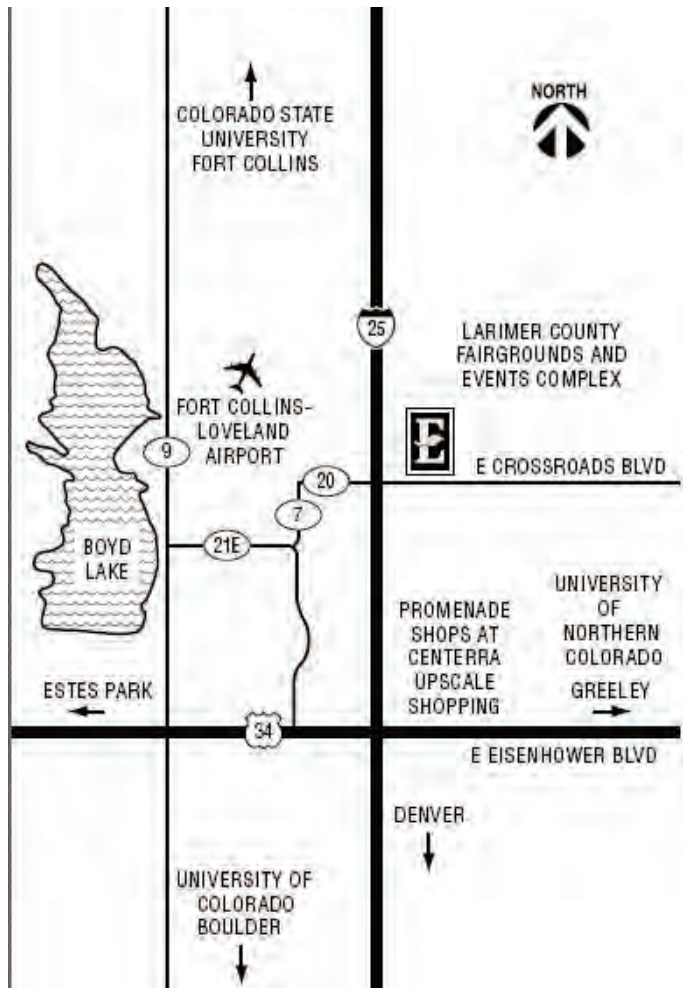 COLORADO STATE
UNIVERSITY
FORT COLLINS
NORTH
25
LARIMER COUNTY
FAIRGROUNDS AND
EVENTS COMPLEX
FORT COLLINS-
LOVELAND
AIRPORT
9
E
E CROSSROADS BLVD
20
7
21E
BOYD
LAKE
PROMENADE
SHOPS AT
CENTERRA
UPSCALE
SHOPPING
UNIVERSITY
OF
NORTHERN
COLORADO
GREELEY
ESTES PARK
34
E EISENHOWER BLVD
DENVER
UNIVERSITY OF
COLORADO
BOULDER